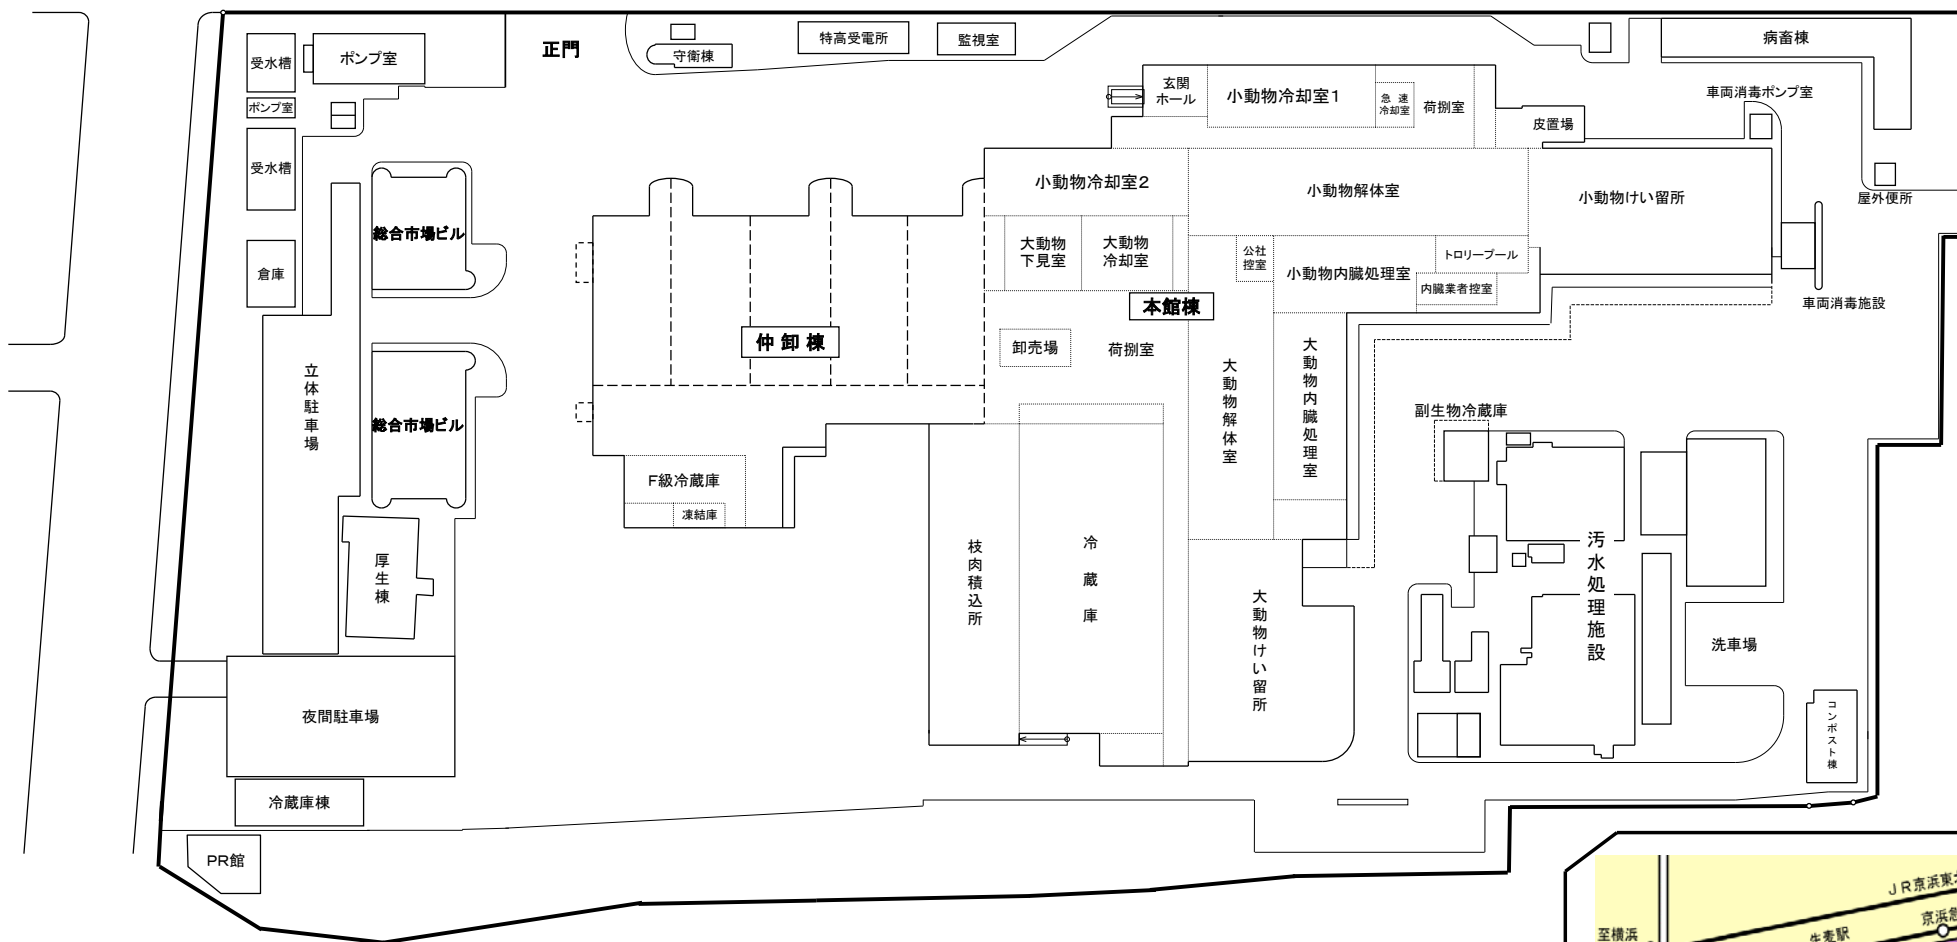 正門
受水槽
ポンプ室
守衛棟
特高受電所
監視室
病畜棟
ポンプ室
受水槽
倉庫
総合市場ビル
総合市場ビル
立体駐車場
厚生棟
夜間駐車場
冷蔵庫棟
PR館
玄関
ホール
小動物冷却室1
急速
冷却室
荷捌室
皮置場
車両消毒ポンプ室
屋外便所
車両消毒施設
小動物冷却室2
小動物解体室
小動物けい留所
大動物
下見室
大動物
冷却室
公社
控室
小動物内臓処理室
トロリープール
内臓業者控室
本館棟
仲卸棟
卸売場
荷捌室
大動物解体室
大動物内臓処理室
F級冷蔵庫
凍結庫
枝肉積込所
冷蔵庫
大動物けい留所
副生物冷蔵庫
汚水処理施設
洗車場
コンポスト棟
JR京浜東
京浜急
生麦駅
至横浜